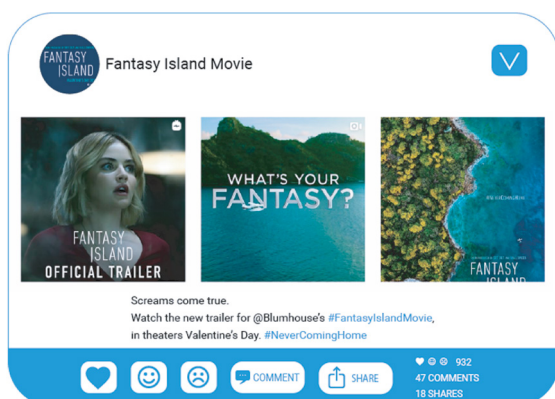 FANTASY
ISLAND
Fantasy Island Movie
FANTASY
ISLAND
OFFICIAL TRAILER
WHAT'S YOUR
FANTASY?
FANTASY
ISLAND
Screams come true.
Watch the new trailer for @Blumhouse's #FantasyIslandMovie,
in theaters Valentine's Day. #NeverComingHome
COMMENT
SHARE
932
47 COMMENTS
18 SHARES